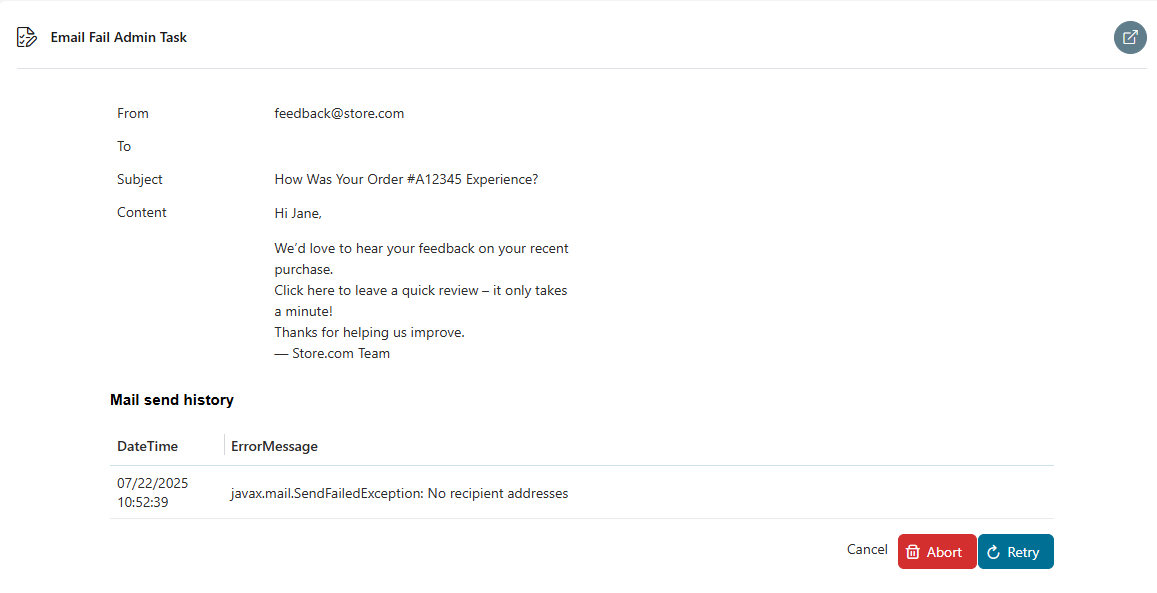 Email Fail Admin Task
From feedback@store.com
To
Subject How Was Your Order #A12345 Experience?
Content Hi Jane,
We’d love to hear your feedback on your recent
purchase.
Click here to leave a quick review – it only takes
a minute!
Thanks for helping us improve.
— Store.com Team
Mail send history
DateTime ErrorMessage
07/22/2025
10:52:39
javax.mail.SendFailedException: No recipient addresses
Cancel Abort Retry